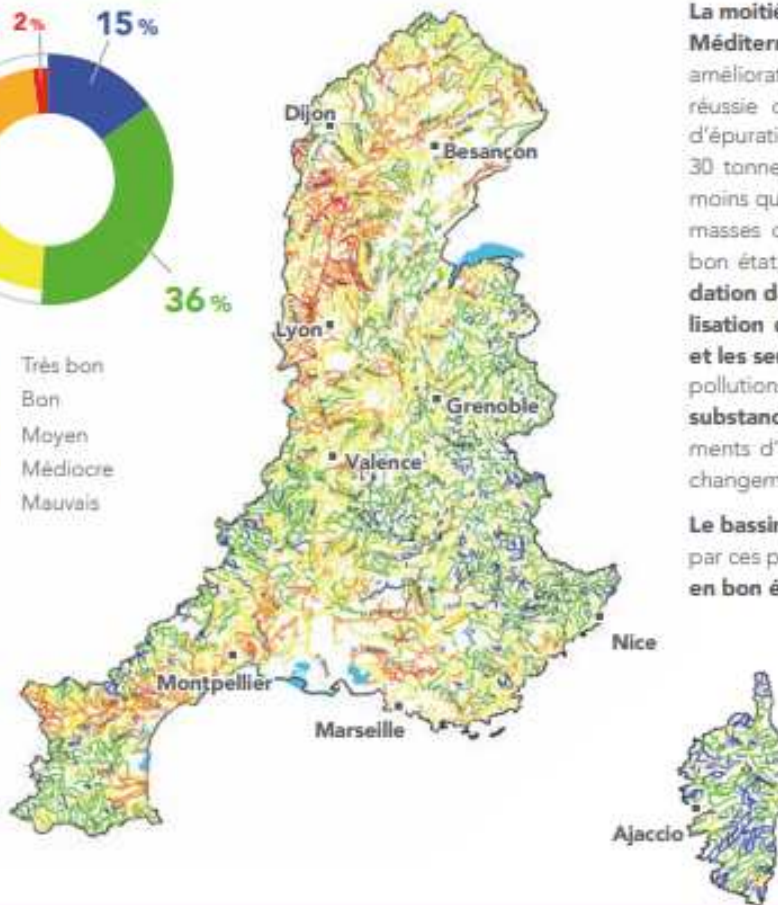 2%
15%
36%
Très bon
Bon
Moyen
Médiocre
Mauvais
Dijon
Besançon
Lyon
Grenoble
Valence
Nice
Montpellier
Marseille
Ajaccio
La moitié
Méditerr
améliorat
réussie d
d'épurati
30 tonne
moins qu
masses d
bon état
dation d
lisation
et les se
pollution
substanc
ments d'
changem
Le bassin
par ces p
en bon é